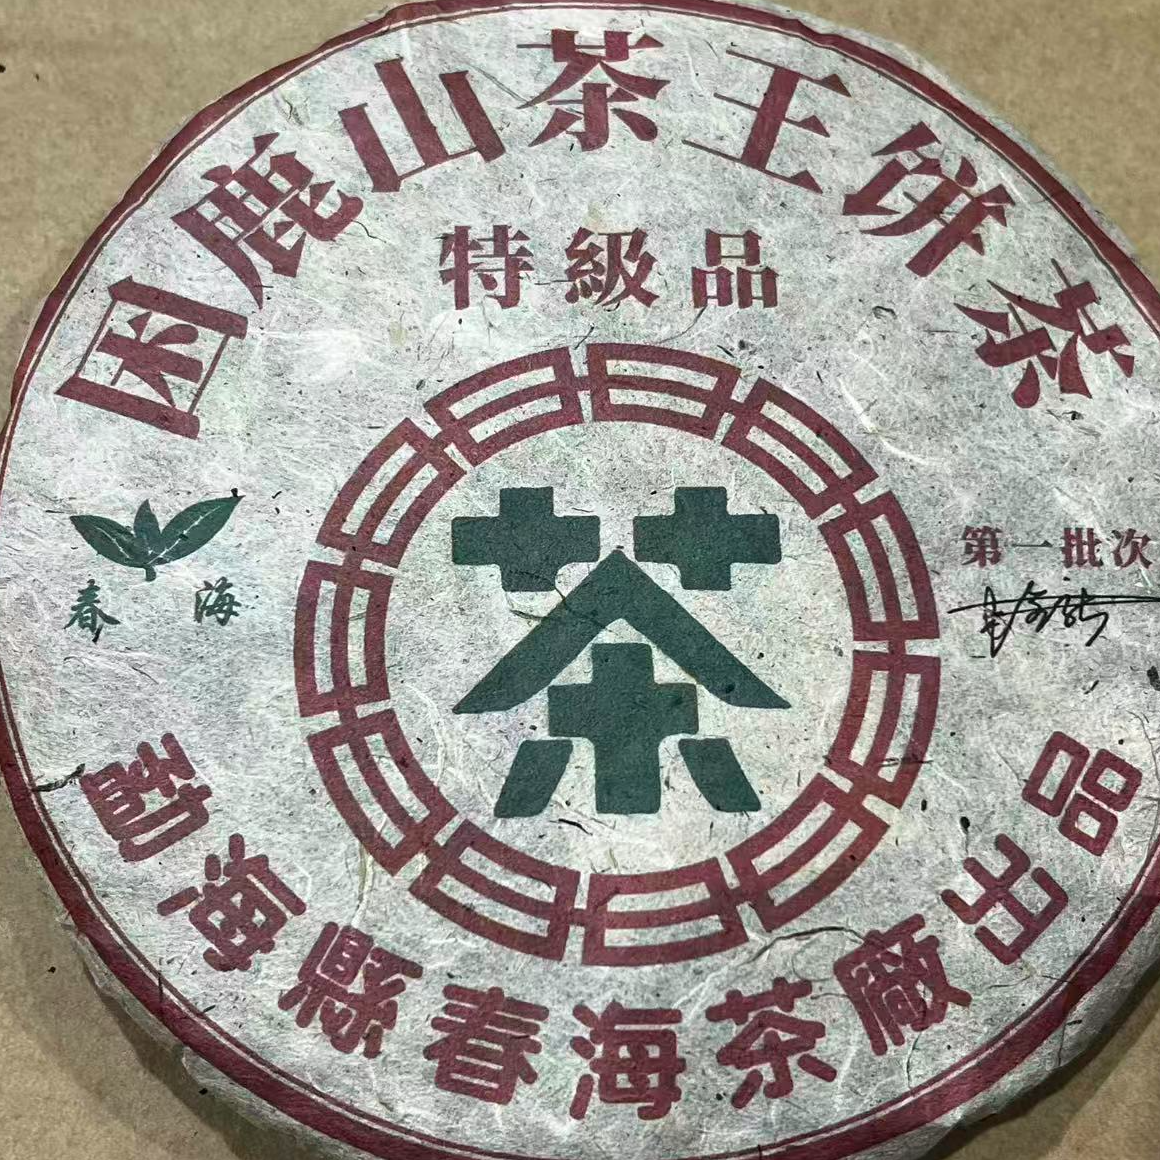 困鹿山茶王饼茶
特級品
茶
春海
第一批次
勐海縣春海茶廠出品